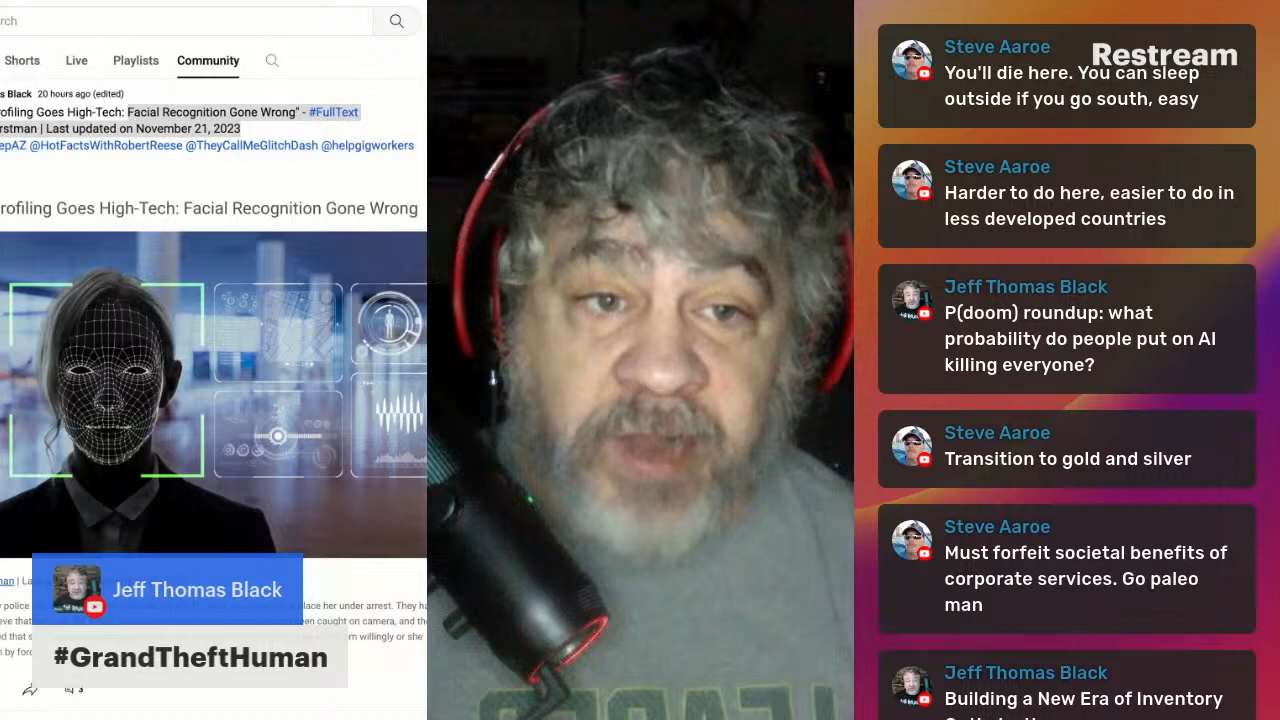 rch
Shorts Live Playlists Community
s Black 20 hours ago (edited)
ofiling Goes High-Tech: Facial Recognition Gone Wrong" - #FullText
rstman | Last updated on November 21, 2023
epAZ @HotFactsWithRobertReese @TheyCallMeGlitchDash @helpgigworkers
rofiling Goes High-Tech: Facial Recognition Gone Wrong
Jeff Thomas Black
#GrandTheftHuman
3
Restream
Steve Aaroe
You'll die here. You can sleep
outside if you go south, easy
Steve Aaroe
Harder to do here, easier to do in
less developed countries
Jeff Thomas Black
P(doom) roundup: what
probability do people put on AI
killing everyone?
Steve Aaroe
Transition to gold and silver
Steve Aaroe
Must forfeit societal benefits of
corporate services. Go paleo
man
Jeff Thomas Black
Building a New Era of Inventory